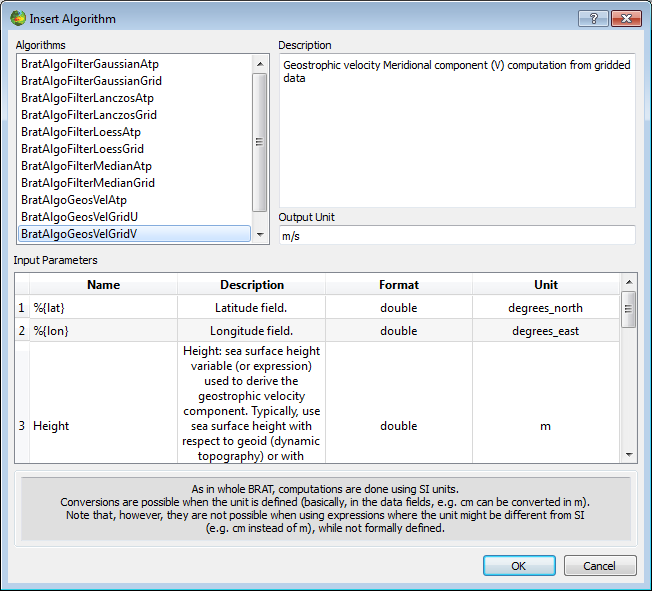 Insert Algorithm
Algorithms
BratAlgoFilterGaussianAtp
BratAlgoFilterGaussianGrid
BratAlgoFilterLanczosAtp
BratAlgoFilterLanczosGrid
BratAlgoFilterLoessAtp
BratAlgoFilterLoessGrid
BratAlgoFilterMedianAtp
BratAlgoFilterMedianGrid
BratAlgoGeosVelAtp
BratAlgoGeosVelGridU
BratAlgoGeosVelGridV
Description
Geostrophic velocity Meridional component (V) computation from gridded
data
Output Unit
m/s
Input Parameters
Name Description Format Unit
1 %{lat} Latitude field. double degrees_north
2 %{lon} Longitude field. double degrees_east
Height: sea surface height
variable (or expression)
used to derive the
geostrophic velocity
component. Typically, use
3 Height sea surface height with double m
respect to geoid (dynamic
topography) or with
As in whole BRAT, computations are done using SI units.
Conversions are possible when the unit is defined (basically, in the data fields, e.g. cm can be converted in m).
Note that, however, they are not possible when using expressions where the unit might be different from SI
(e.g. cm instead of m), while not formally defined.
OK Cancel